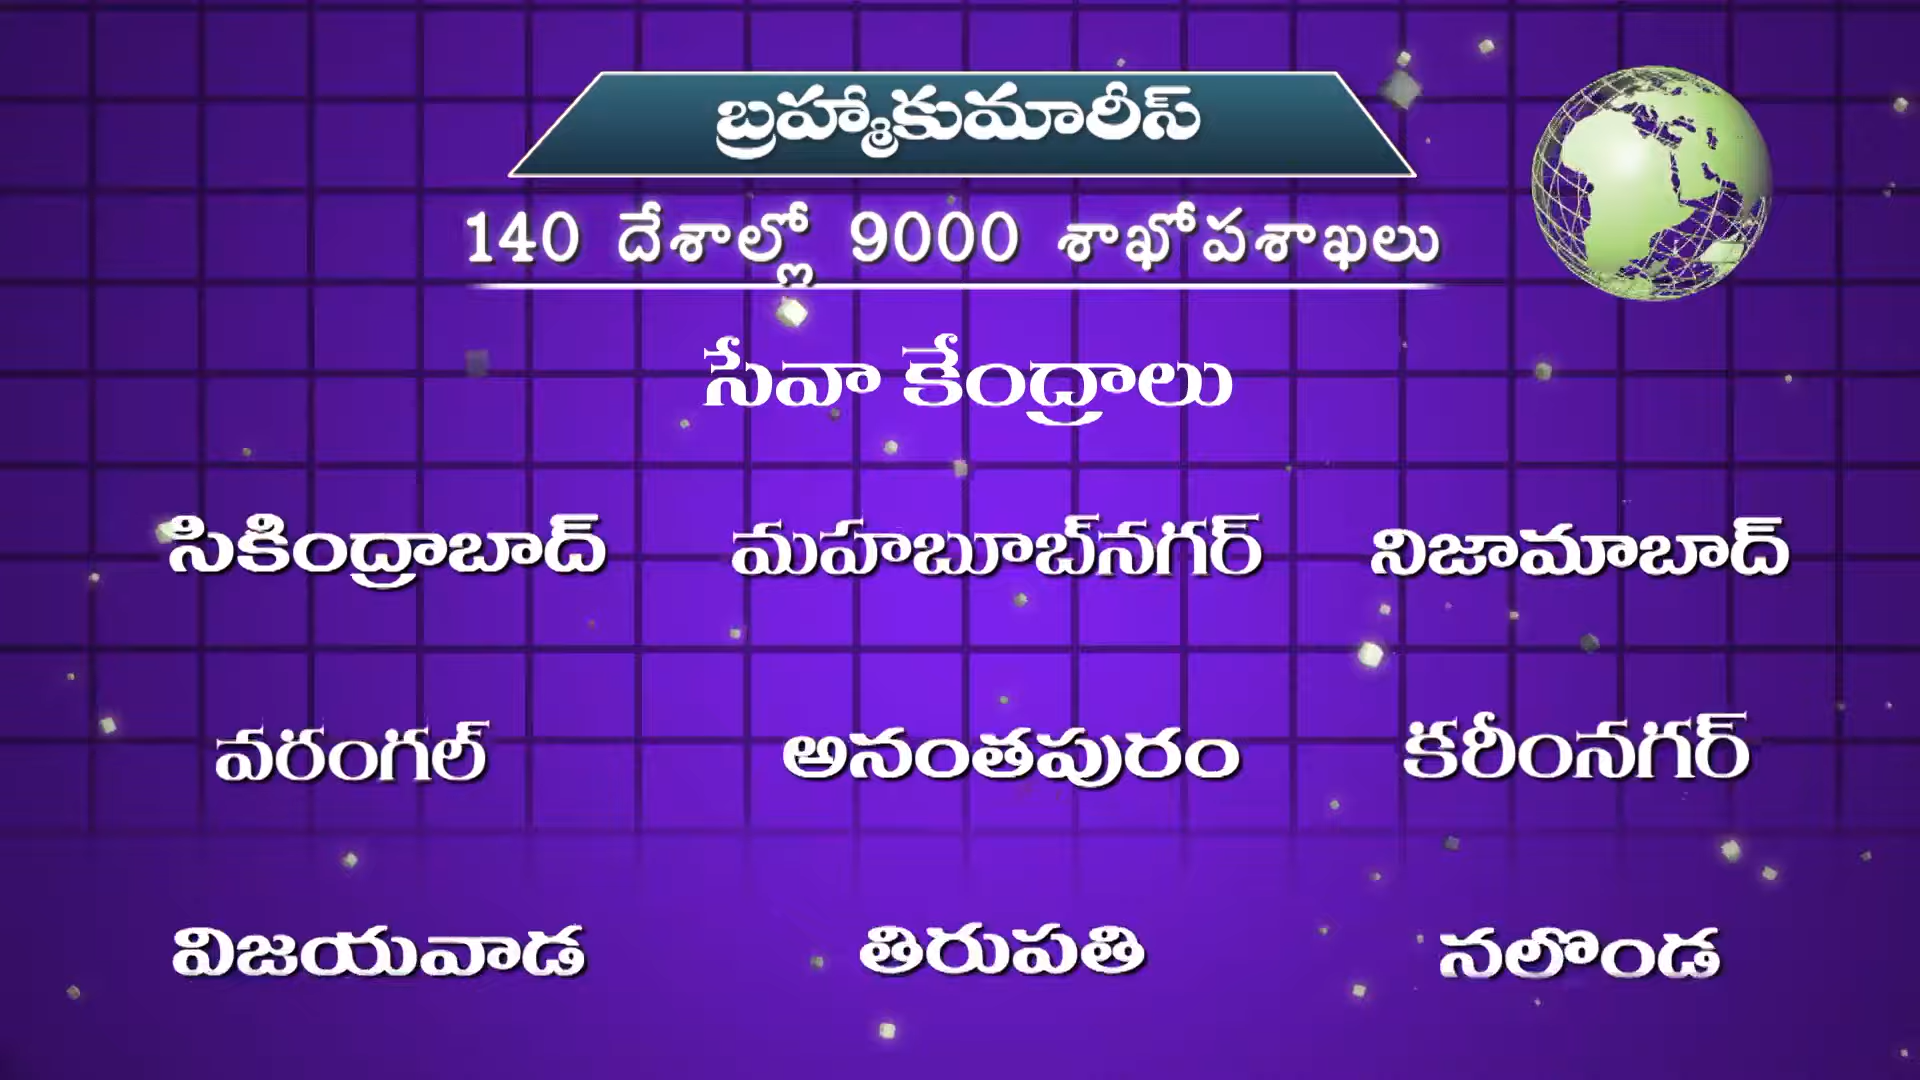 బ్రహ్మాకుమారీస్
140 దేశాల్లో 9000 శాఖోపశాఖలు
సేవా కేంద్రాలు
సికింద్రాబాద్ మహబూబ్‌నగర్ నిజామాబాద్
వరంగల్ అనంతపురం కరీంనగర్
విజయవాడ తిరుపతి నలొండ